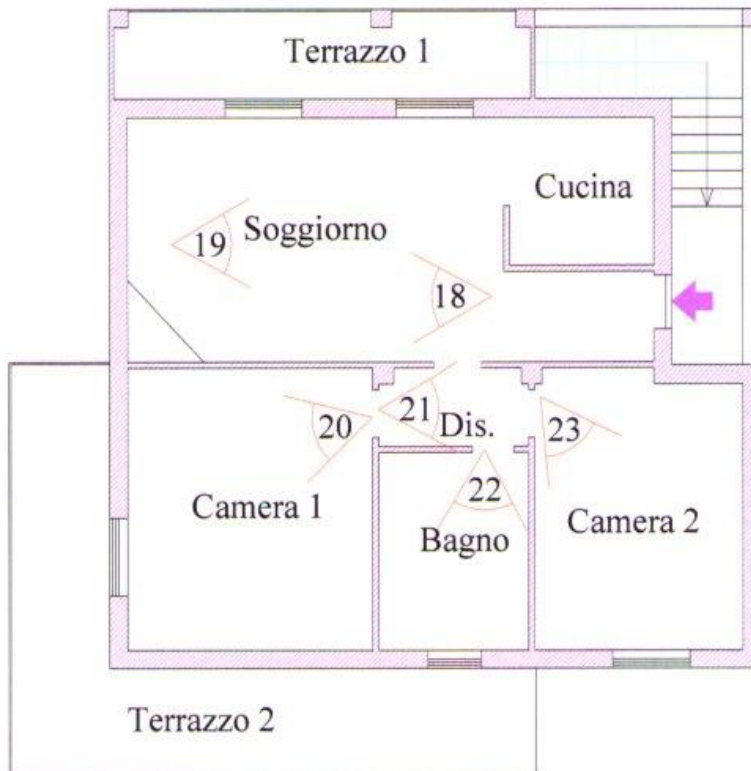 Terrazzo 1
Cucina
Soggiorno
19
18
21
20
Dis.
23
22
Camera 1
Bagno
Camera 2
Terrazzo 2